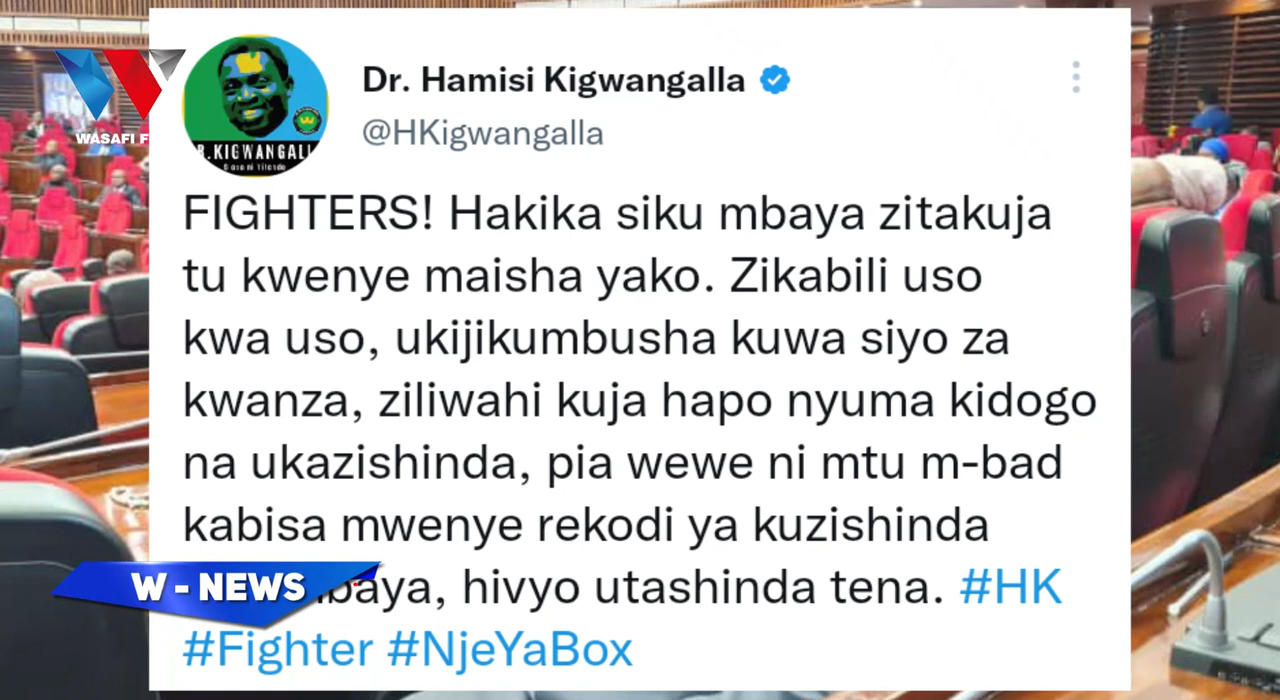 WASAFI F
Dr. Hamisi Kigwangalla
@HKigwangalla
R.KIGWANGALL
FIGHTERS! Hakika siku mbaya zitakuja
tu kwenye maisha yako. Zikabili uso
kwa uso, ukijikumbusha kuwa siyo za
kwanza, ziliwahi kuja hapo nyuma kidogo
na ukazishinda, pia wewe ni mtu m-bad
kabisa mwenye rekodi ya kuzishinda
baya, hivyo utashinda tena. #HK
W - NEWS
#Fighter #NjeYaBox